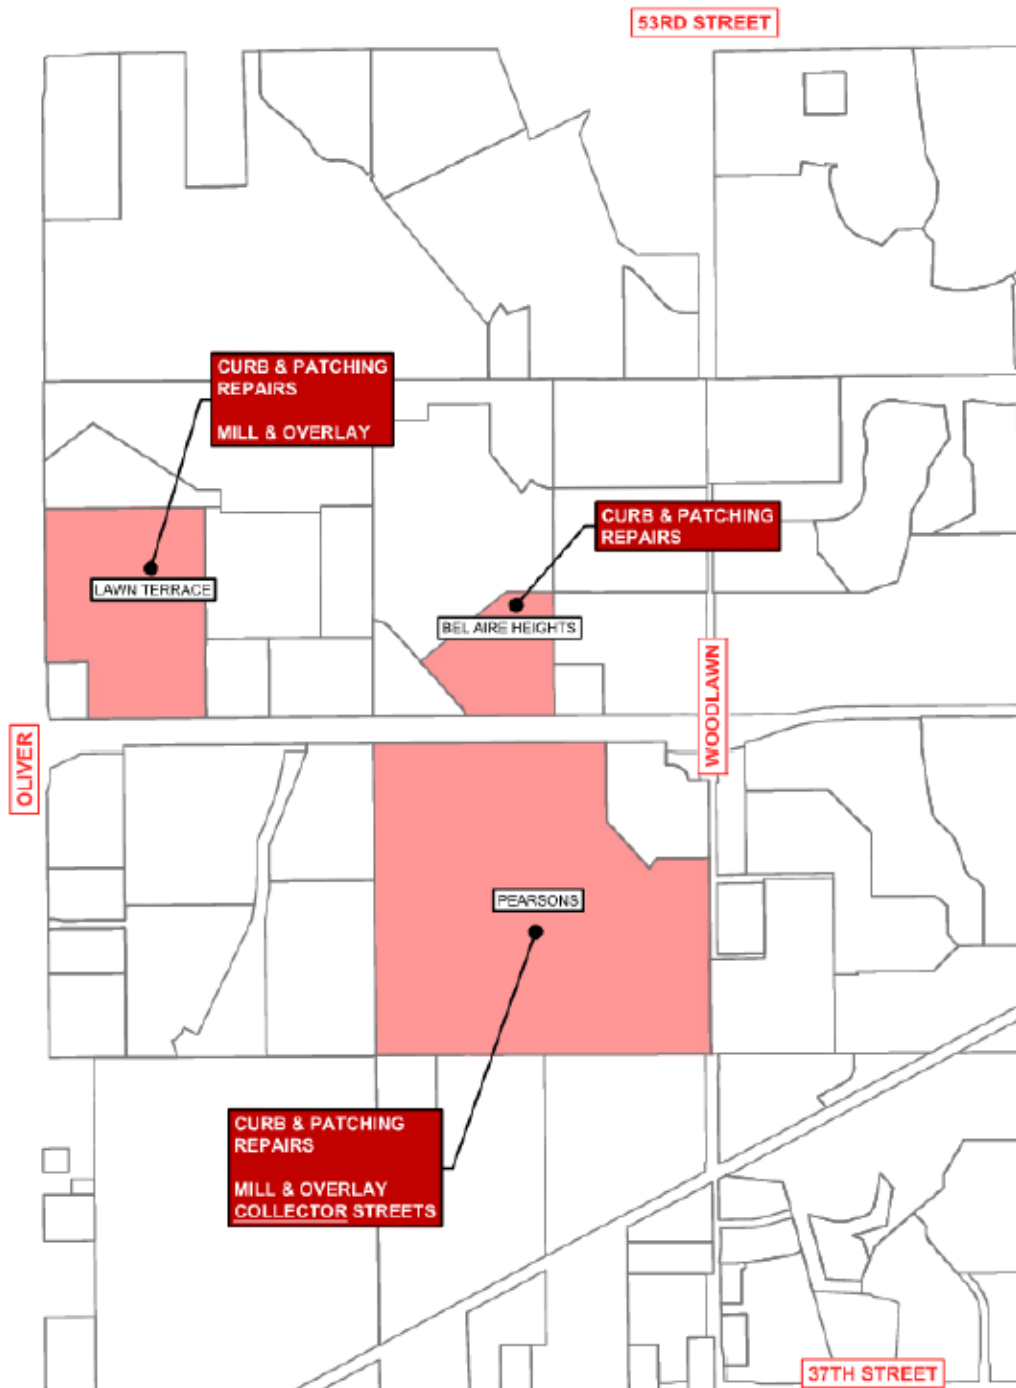 53RD STREET
CURB & PATCHING
REPAIRS
MILL & OVERLAY
CURB & PATCHING
REPAIRS
LAWN TERRACE
BEL AIRE HEIGHTS
WOODLAWN
OLIVER
PEARSONS
CURB & PATCHING
REPAIRS
MILL & OVERLAY
COLLECTOR STREETS
37TH STREET